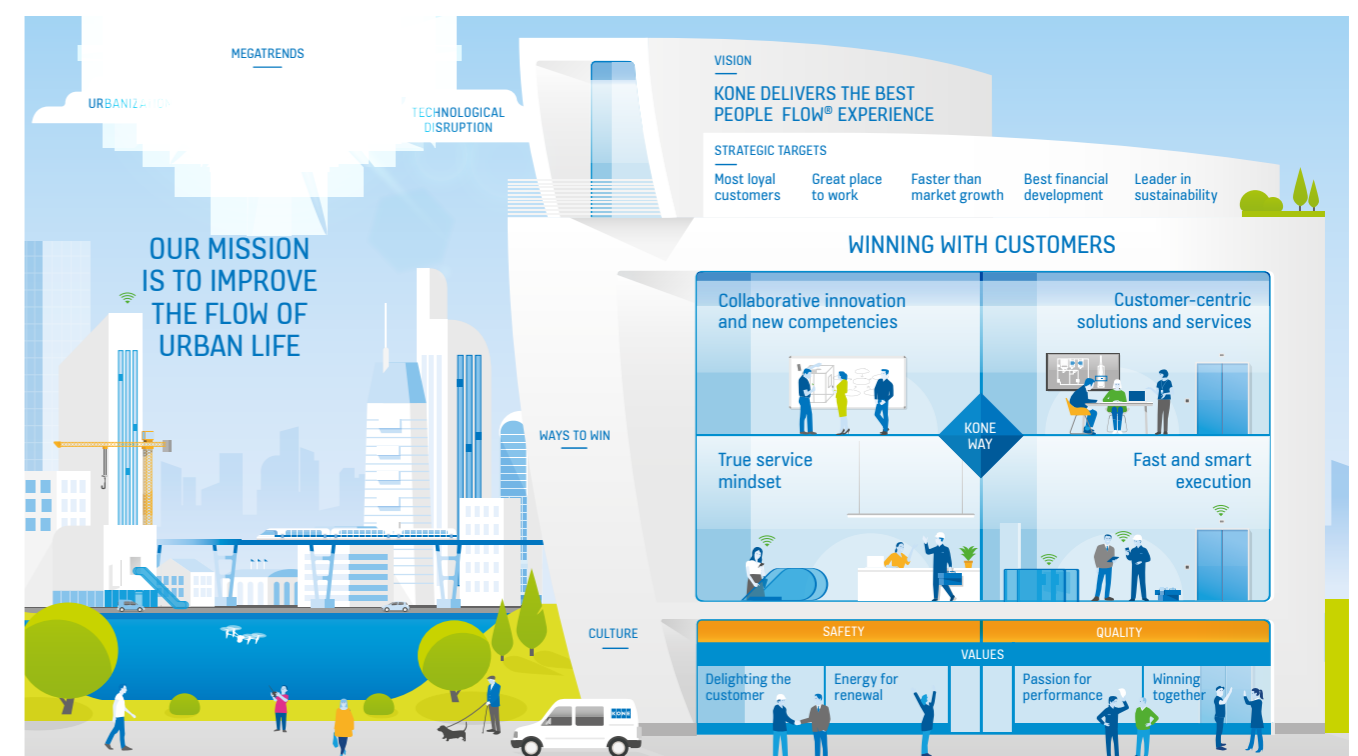 MEGATRENDS
TECHNOLOGICAL
DISRUPTION
OUR MISSION
IS TO IMPROVE
THE FLOW OF
URBAN LIFE
VISION
KONE DELIVERS THE BEST
PEOPLE FLOW® EXPERIENCE
STRATEGIC TARGETS
Most loyal
customers
Great place
to work
Faster than
market growth
Best financial
development
Leader in
sustainability
WINNING WITH CUSTOMERS
WAYS TO WIN
Collaborative innovation
and new competencies
Customer-centric
solutions and services
KONE
WAY
True service
mindset
Fast and smart
execution
CULTURE
SAFETY
QUALITY
VALUES
Delighting the
customer
Energy for
renewal
Passion for
performance
Winning
together
KONE